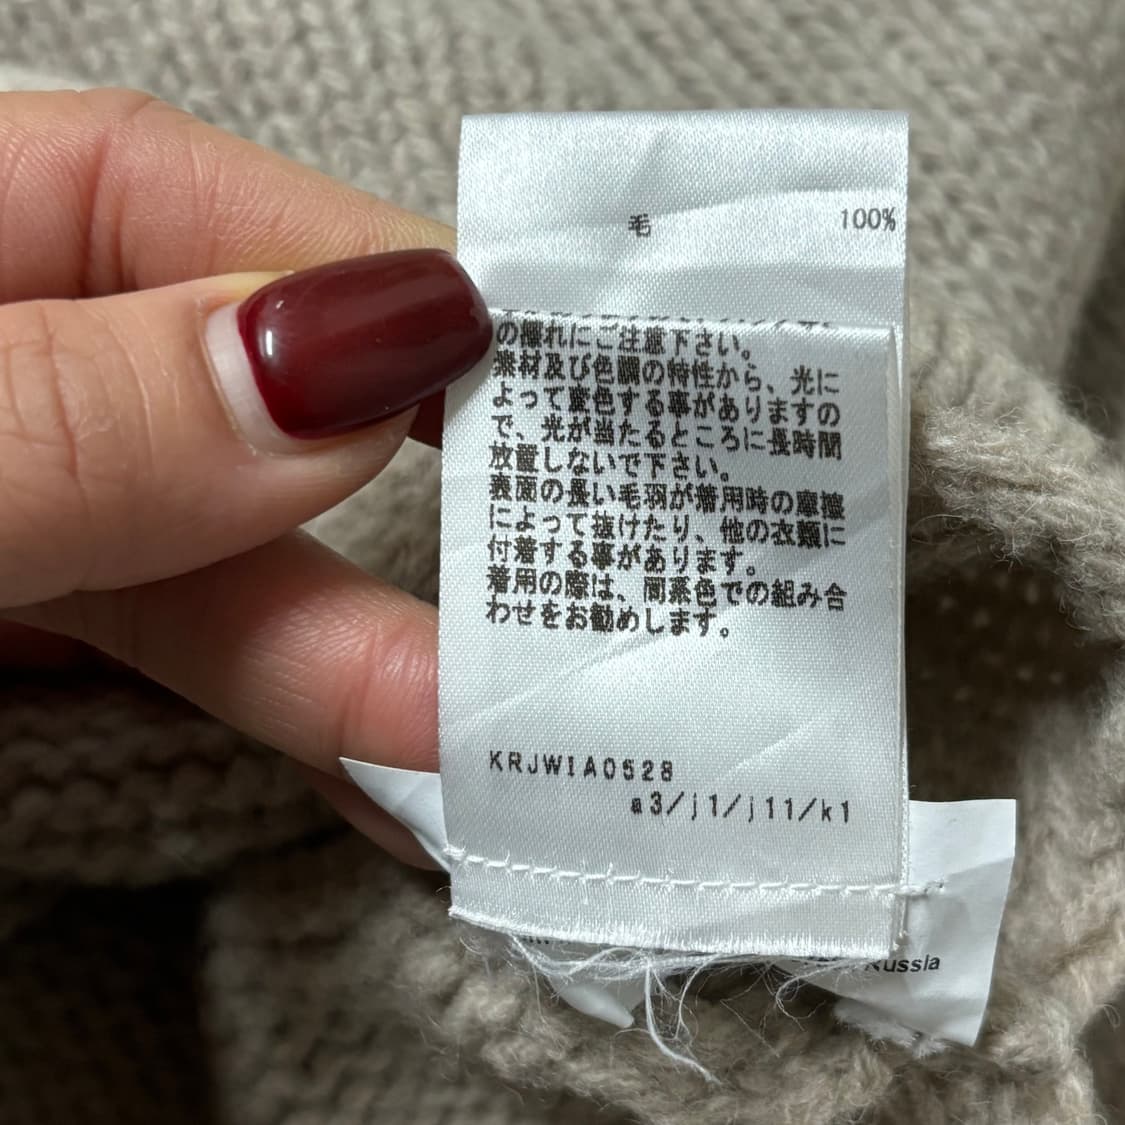 毛 100%
の擦れにご注意下さい。
素材及び色調の特性から、光に
よって変色する事がありますの
で、光が当たるところに長時間
放置しないで下さい。
表面の長い毛羽が着用時の摩擦
によって抜けたり、他の衣類に
付着する事があります。
着用の際は、同系色での組み合
わせをお勧めします。
KRJWIA0528
a3/j1/j11/k1
Russia